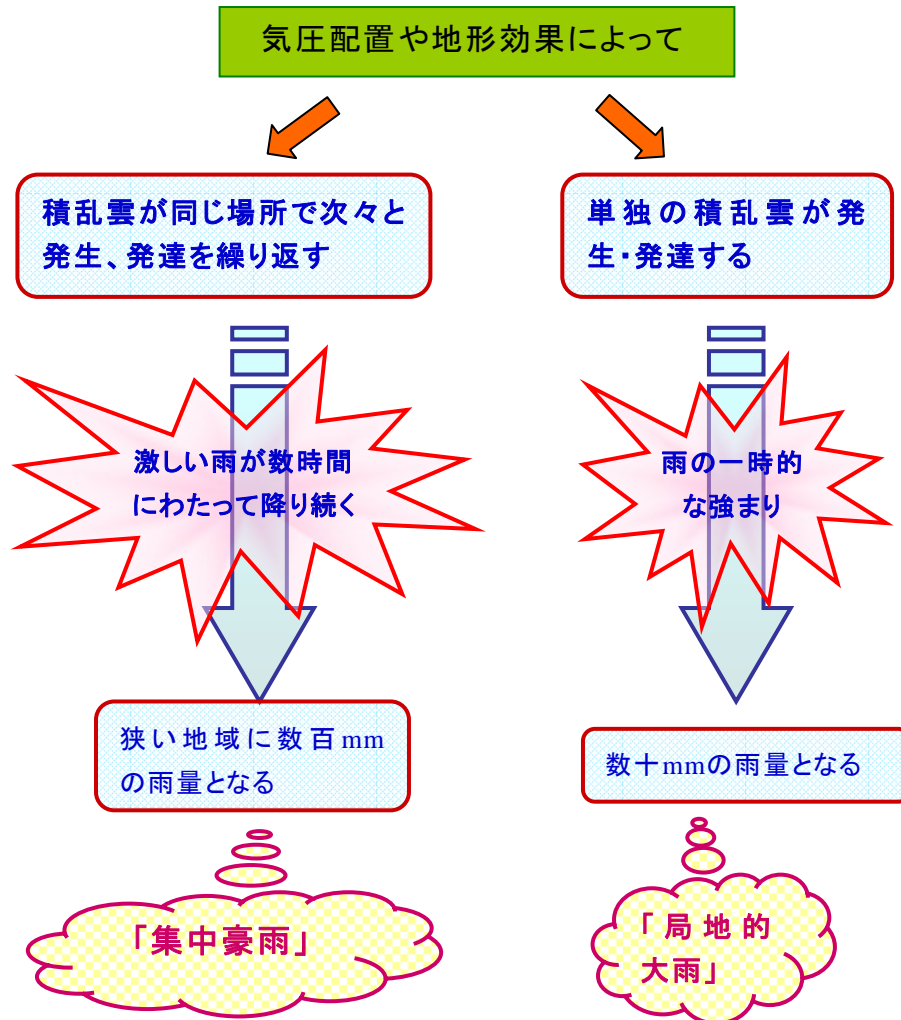 気圧配置や地形効果によって
積乱雲が同じ場所で次々と
発生、発達を繰り返す
激しい雨が数時間
にわたって降り続く
狭い地域に数百mm
の雨量となる
「集中豪雨」
単独の積乱雲が発
生・発達する
雨の一時的
な強まり
数十mmの雨量となる
「局地的
大雨」